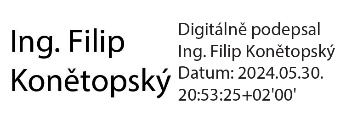 Ing. Filip
Konětopský
Digitálně podepsal
Ing. Filip Konětopský
Datum: 2024.05.30.
20:53:25+02'00'